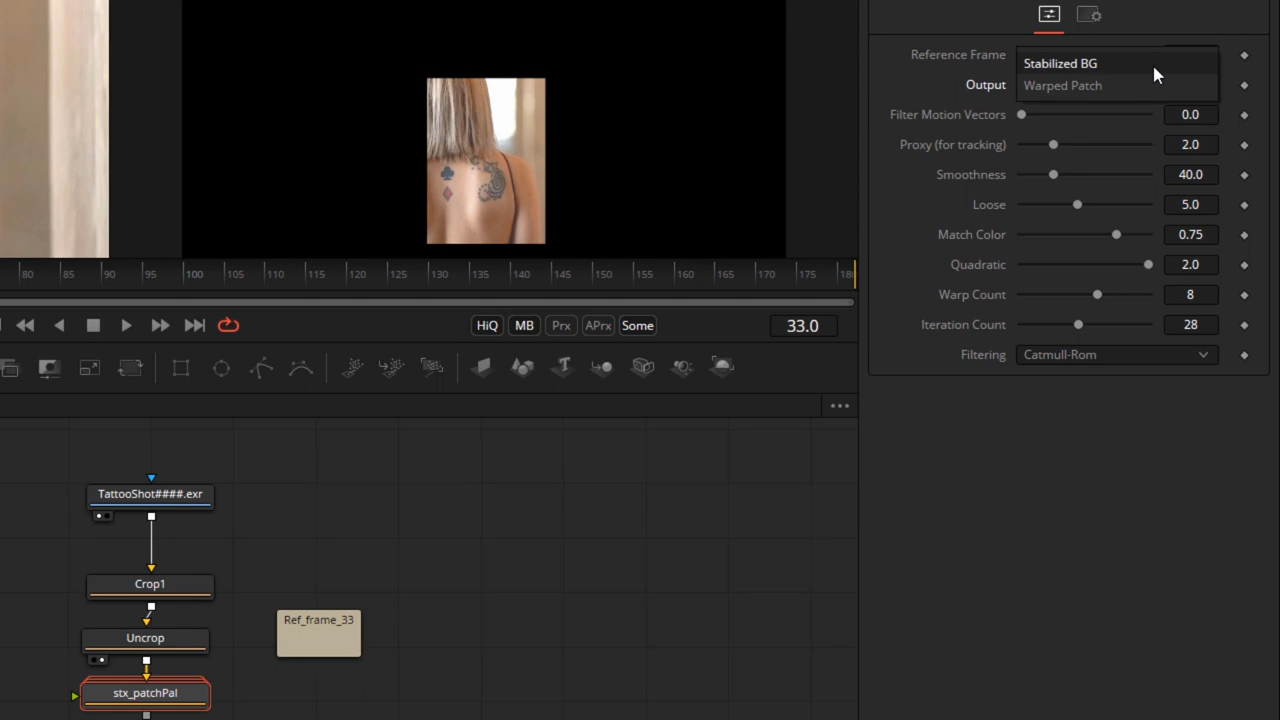 Reference Frame
Stabilized BG
Output
Warped Patch
Filter Motion Vectors 0.0
Proxy (for tracking) 2.0
Smoothness 40.0
Loose 5.0
Match Color 0.75
Quadratic 2.0
Warp Count 8
Iteration Count 28
Filtering Catmull-Rom
80 85 90 95 100 105 110 115 120 125 130 135 140 145 150 155 160 165 170 175
HiQ MB Prx APrx Some 33.0
TattooShot####.exr
Crop1
Ref_frame_33
Uncrop
stx_patchPal